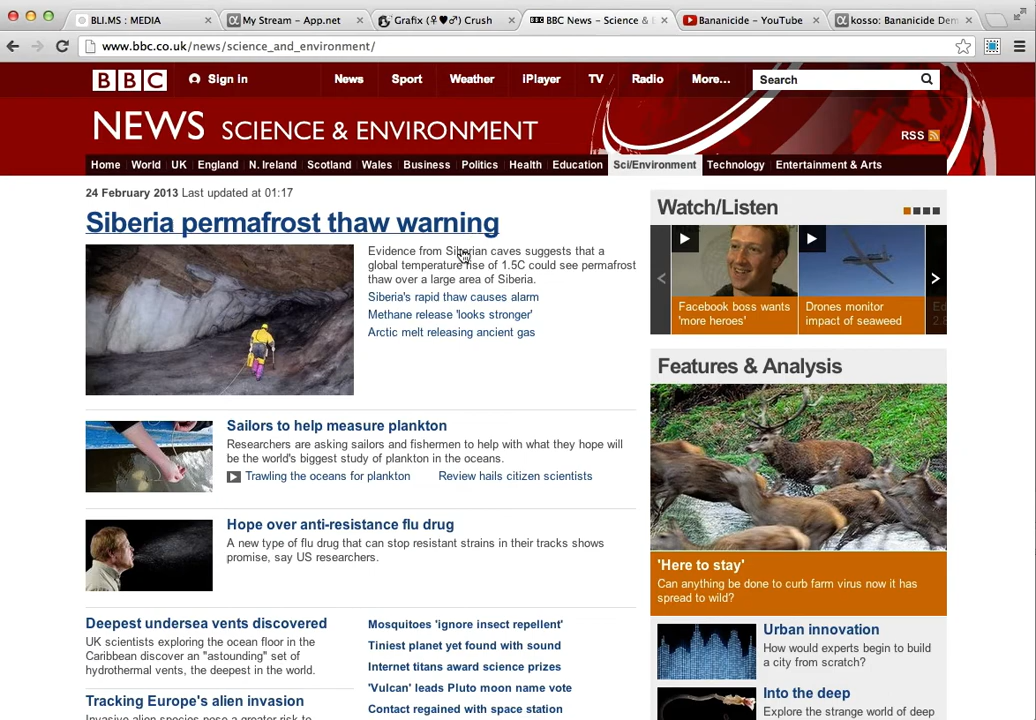 BLI.MS : MEDIA
My Stream - App.net
Grafix (♀♥♂) Crush
BBC News - Science & E
Bananicide - YouTube
kosso: Bananicide Dem
www.bbc.co.uk/news/science_and_environment/
BBC
Sign in
News
Sport
Weather
iPlayer
TV
Radio
More...
Search
NEWS SCIENCE & ENVIRONMENT
RSS
Home
World
UK
England
N. Ireland
Scotland
Wales
Business
Politics
Health
Education
Sci/Environment
Technology
Entertainment & Arts
24 February 2013 Last updated at 01:17
Siberia permafrost thaw warning
Evidence from Siberian caves suggests that a
global temperature rise of 1.5C could see permafrost
thaw over a large area of Siberia.
Siberia's rapid thaw causes alarm
Methane release 'looks stronger'
Arctic melt releasing ancient gas
Sailors to help measure plankton
Researchers are asking sailors and fishermen to help with what they hope will
be the world's biggest study of plankton in the oceans.
Trawling the oceans for plankton
Review hails citizen scientists
Hope over anti-resistance flu drug
A new type of flu drug that can stop resistant strains in their tracks shows
promise, say US researchers.
Deepest undersea vents discovered
UK scientists exploring the ocean floor in the
Caribbean discover an "astounding" set of
hydrothermal vents, the deepest in the world.
Tracking Europe's alien invasion
Invasive alien species pose a greater risk to
Mosquitoes 'ignore insect repellent'
Tiniest planet yet found with sound
Internet titans award science prizes
'Vulcan' leads Pluto moon name vote
Contact regained with space station
Watch/Listen
Facebook boss wants
'more heroes'
Drones monitor
impact of seaweed
Features & Analysis
'Here to stay'
Can anything be done to curb farm virus now it has
spread to wild?
Urban innovation
How would experts begin to build
a city from scratch?
Into the deep
Explore the strange world of deep